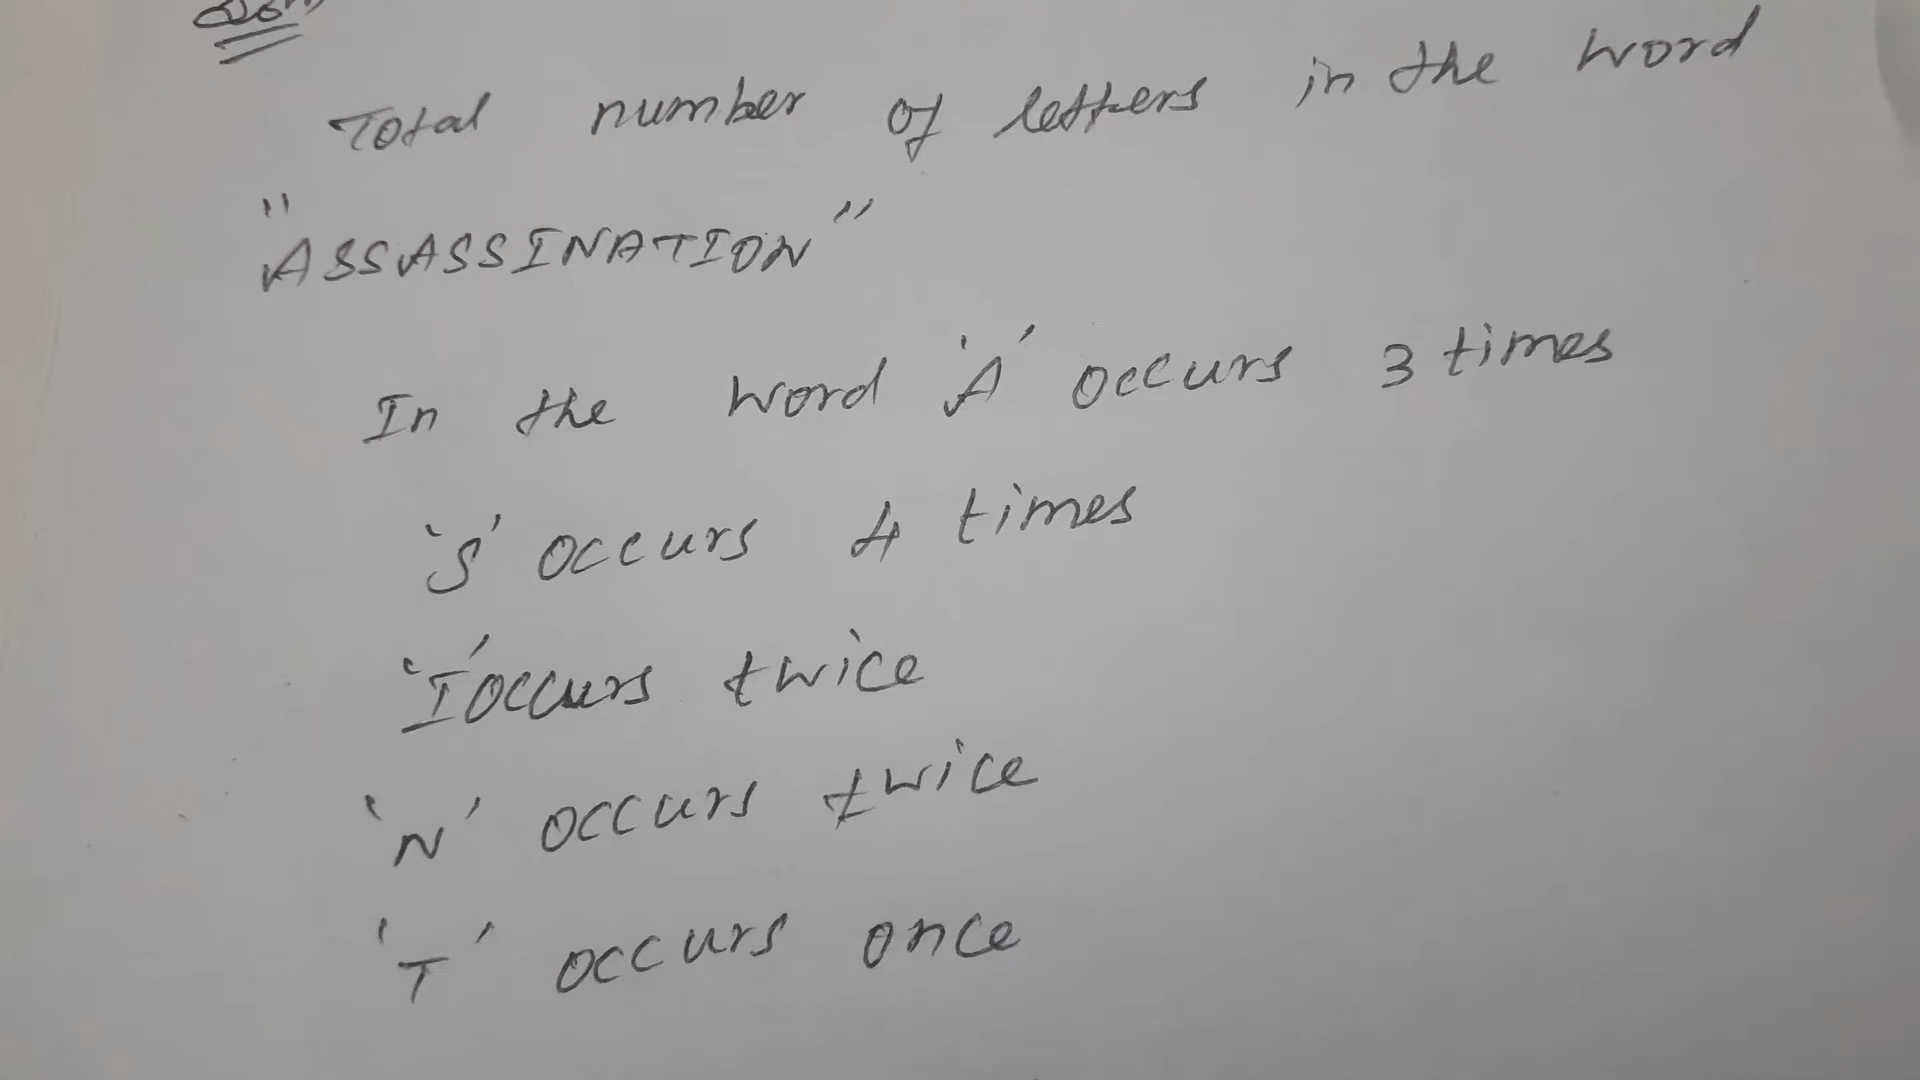 Soln
Total number of letters in the word
"ASSASSINATION"
In the word 'A' occurs 3 times
'S' occurs 4 times
'I' occurs twice
'N' occurs twice
'T' occurs once